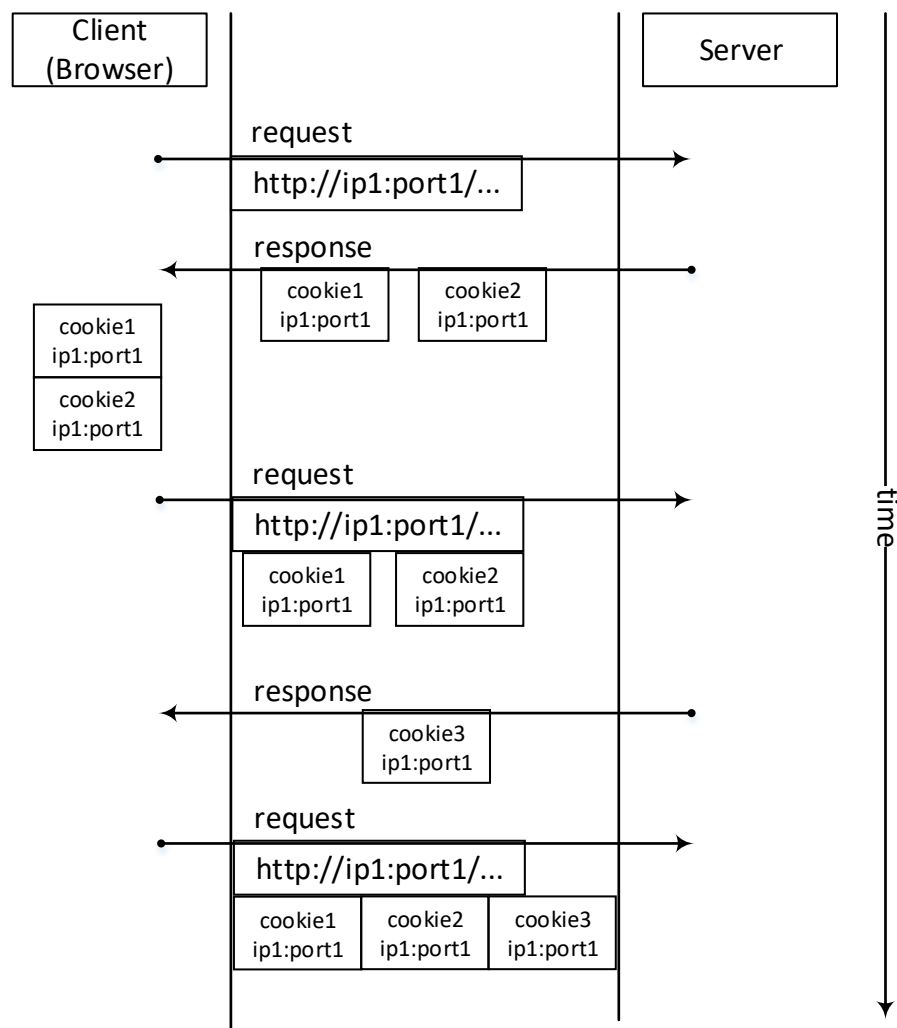 Client
(Browser)
Server
request
http://ip1:port1/...
response
cookie1
ip1:port1
cookie2
ip1:port1
cookie1
ip1:port1
cookie2
ip1:port1
request
http://ip1:port1/...
cookie1
ip1:port1
cookie2
ip1:port1
time
response
cookie3
ip1:port1
request
http://ip1:port1/...
cookie1
ip1:port1
cookie2
ip1:port1
cookie3
ip1:port1